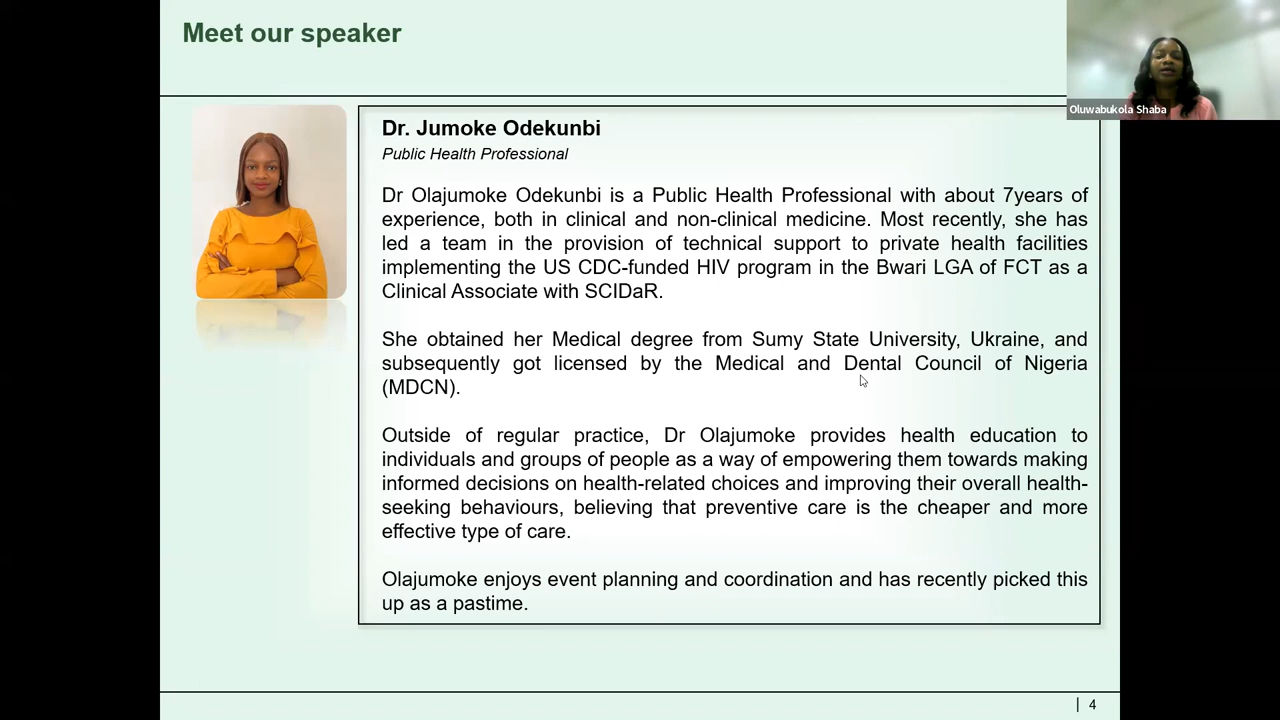 Meet our speaker
Oluwabukola Shaba
Dr. Jumoke Odekunbi
Public Health Professional
Dr Olajumoke Odekunbi is a Public Health Professional with about 7years of
experience, both in clinical and non-clinical medicine. Most recently, she has
led a team in the provision of technical support to private health facilities
implementing the US CDC-funded HIV program in the Bwari LGA of FCT as a
Clinical Associate with SCIDaR.
She obtained her Medical degree from Sumy State University, Ukraine, and
subsequently got licensed by the Medical and Dental Council of Nigeria
(MDCN).
Outside of regular practice, Dr Olajumoke provides health education to
individuals and groups of people as a way of empowering them towards making
informed decisions on health-related choices and improving their overall health-
seeking behaviours, believing that preventive care is the cheaper and more
effective type of care.
Olajumoke enjoys event planning and coordination and has recently picked this
up as a pastime.
| 4